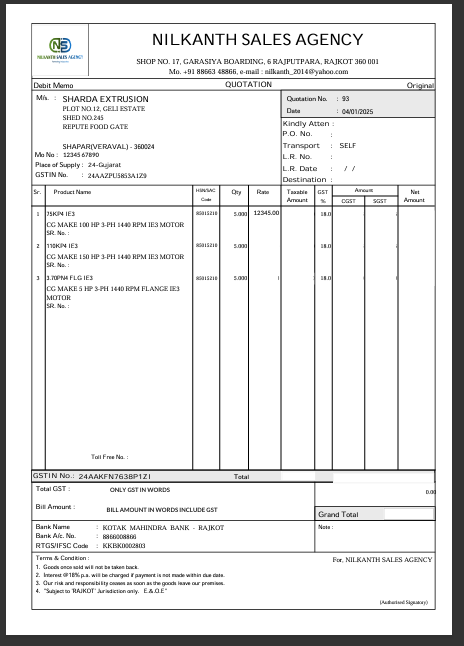 NILKANTH SALES AGENCY
NILKANTH SALES AGENCY
SHOP NO. 17, GARASIYA BOARDING, 6 RAJPUTPARA, RAJKOT 360 001
Mo. +91 88663 48866, e-mail : nilkanth_2014@yahoo.com
Debit Memo QUOTATION Original
M/s. : SHARDA EXTRUSION
PLOT NO.12, GELI ESTATE
SHED NO.245
REPUTE FOOD GATE
SHAPAR(VERAVAL) - 360024
Mo No : 12345 67890
Place of Supply : 24-Gujarat
GSTIN No. : 24AAZPU5853A1Z9
Quotation No. : 93
Date : 04/01/2025
Kindly Atten :
P.O. No. :
Transport : SELF
L.R. No. :
L.R. Date : / /
Destination :
Sr. Product Name HSN/SAC Code Qty Rate Taxable Amount GST % Amount CGST SGST Net Amount
1 75KP4 IE3 85015210 5.000 12345.00 18.0
CG MAKE 100 HP 3-PH 1440 RPM IE3 MOTOR
SR. No. :
2 110KP4 IE3 85015210 5.000 18.0
CG MAKE 150 HP 3-PH 1440 RPM IE3 MOTOR
SR. No. :
3 3.70PN4 FLG IE3 85015210 5.000 18.0
CG MAKE 5 HP 3-PH 1440 RPM FLANGE IE3
MOTOR
SR. No. :
Toll Free No. :
GSTIN No.: 24AAKFN7638P1Z1 Total
Total GST : ONLY GST IN WORDS
0.00
Bill Amount : BILL AMOUNT IN WORDS INCLUDE GST
Grand Total
Bank Name : KOTAK MAHINDRA BANK - RAJKOT
Bank A/c. No. : 8866008866
RTGS/IFSC Code : KKBK0002803
Note :
Terms & Condition :
1. Goods once sold will not be taken back.
2. Interest @18% p.a. will be charged if payment is not made within due date.
3. Our risk and responsibility ceases as soon as the goods leave our premises.
4. "Subject to 'RAJKOT' Jurisdiction only. E.&.O.E"
For, NILKANTH SALES AGENCY
(Authorised Signatory)